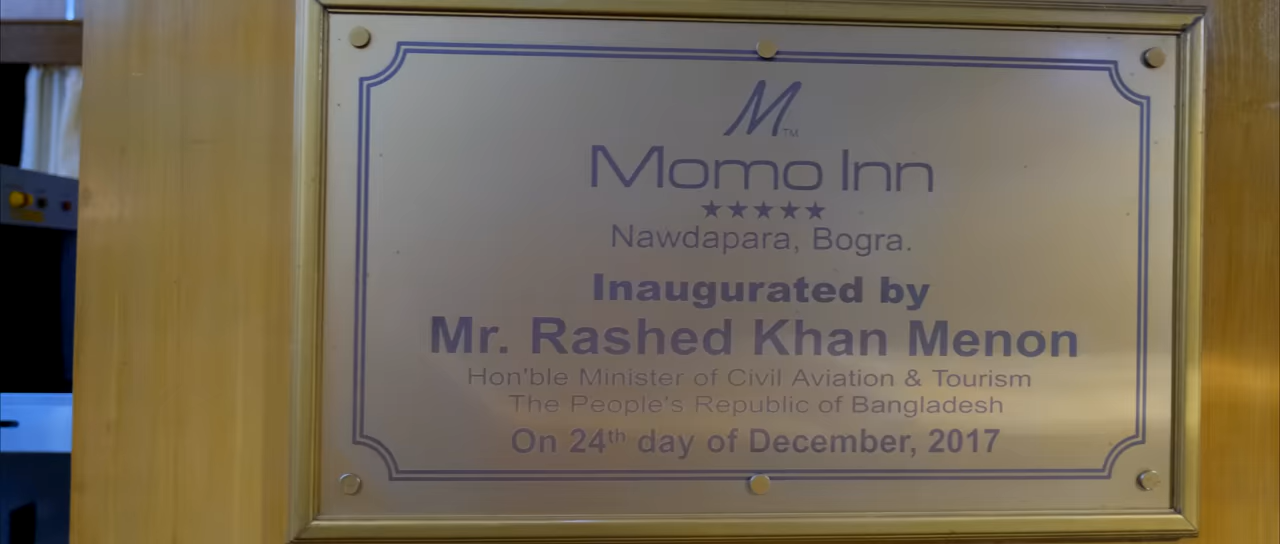 M™
Momo Inn
★★★★★
Nawdapara, Bogra.
Inaugurated by
Mr. Rashed Khan Menon
Hon'ble Minister of Civil Aviation & Tourism
The People's Republic of Bangladesh
On 24th day of December, 2017